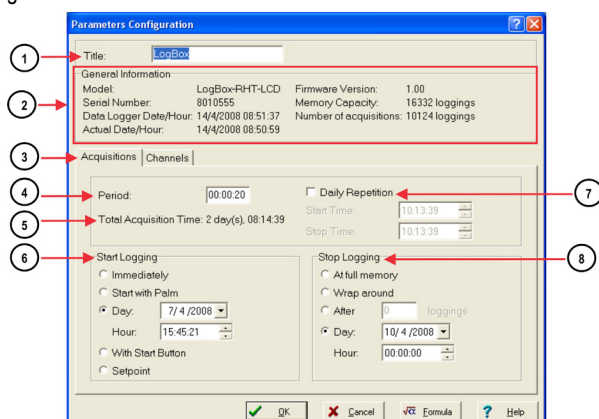 Parameters Configuration
1
Title: LogBox
General Information
2
Model: LogBox-RHT-LCD Firmware Version: 1.00
Serial Number: 8010555 Memory Capacity: 16332 loggings
Data Logger Date/Hour: 14/4/2008 08:51:37 Number of acquisitions: 10124 loggings
Actual Date/Hour: 14/4/2008 08:50:59
3
Acquisitions Channels
4
Period: 00:00:20 Daily Repetition
7
Start Time: 10:13:39
5
Total Acquisition Time: 2 day(s), 08:14:39
Stop Time: 10:13:39
6
Start Logging Stop Logging
8
Immediately At full memory
Start with Palm Wrap around
After 0 loggings
Day: 7/ 4 /2008
Hour: 15:45:21
Day: 10/ 4 /2008
Hour: 00:00:00
With Start Button
Setpoint
OK Cancel Formula Help